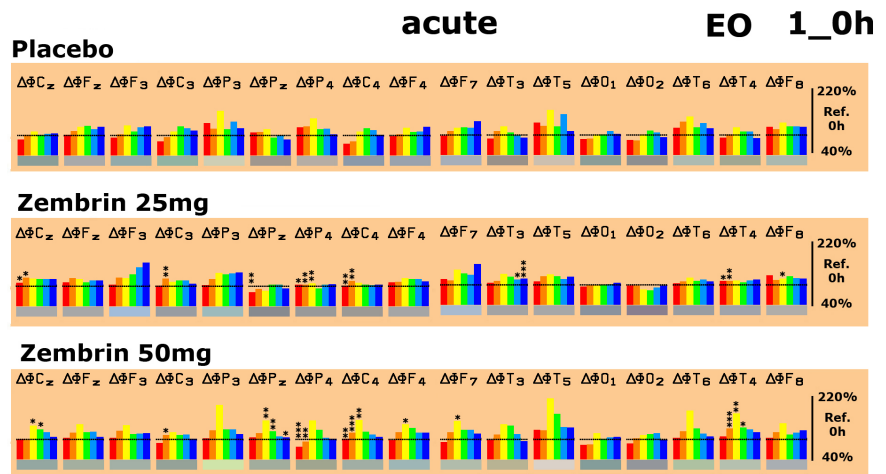 acute EO 1_0h
Placebo
ΔΦCz ΔΦFz ΔΦF3 ΔΦC3 ΔΦP3 ΔΦPz ΔΦP4 ΔΦC4 ΔΦF4 ΔΦF7 ΔΦT3 ΔΦT5 ΔΦO1 ΔΦO2 ΔΦT6 ΔΦT4 ΔΦF8
220%
Ref.
0h
40%
Zembrin 25mg
ΔΦCz ΔΦFz ΔΦF3 ΔΦC3 ΔΦP3 ΔΦPz ΔΦP4 ΔΦC4 ΔΦF4 ΔΦF7 ΔΦT3 ΔΦT5 ΔΦO1 ΔΦO2 ΔΦT6 ΔΦT4 ΔΦF8
220%
Ref.
0h
40%
Zembrin 50mg
ΔΦCz ΔΦFz ΔΦF3 ΔΦC3 ΔΦP3 ΔΦPz ΔΦP4 ΔΦC4 ΔΦF4 ΔΦF7 ΔΦT3 ΔΦT5 ΔΦO1 ΔΦO2 ΔΦT6 ΔΦT4 ΔΦF8
220%
Ref.
0h
40%